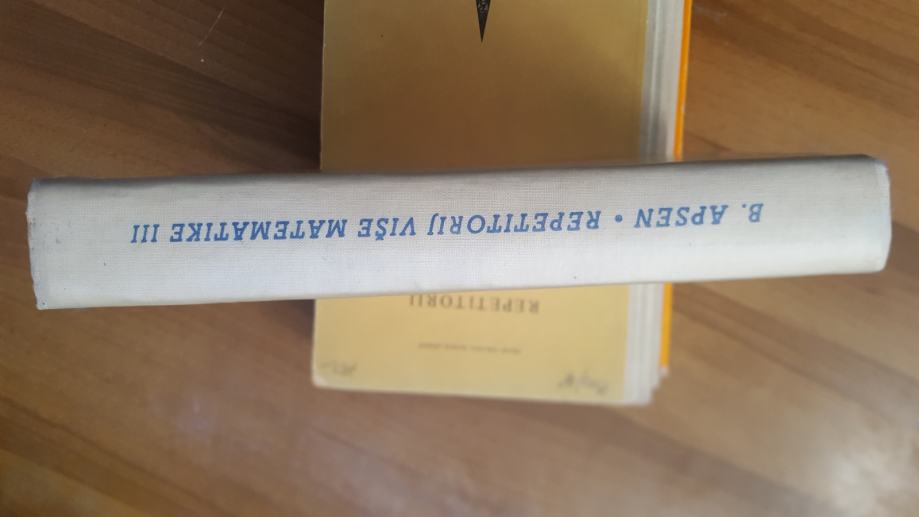 B. APSEN • REPETITORIJ VIŠE MATEMATIKE III
REPETITORIJ